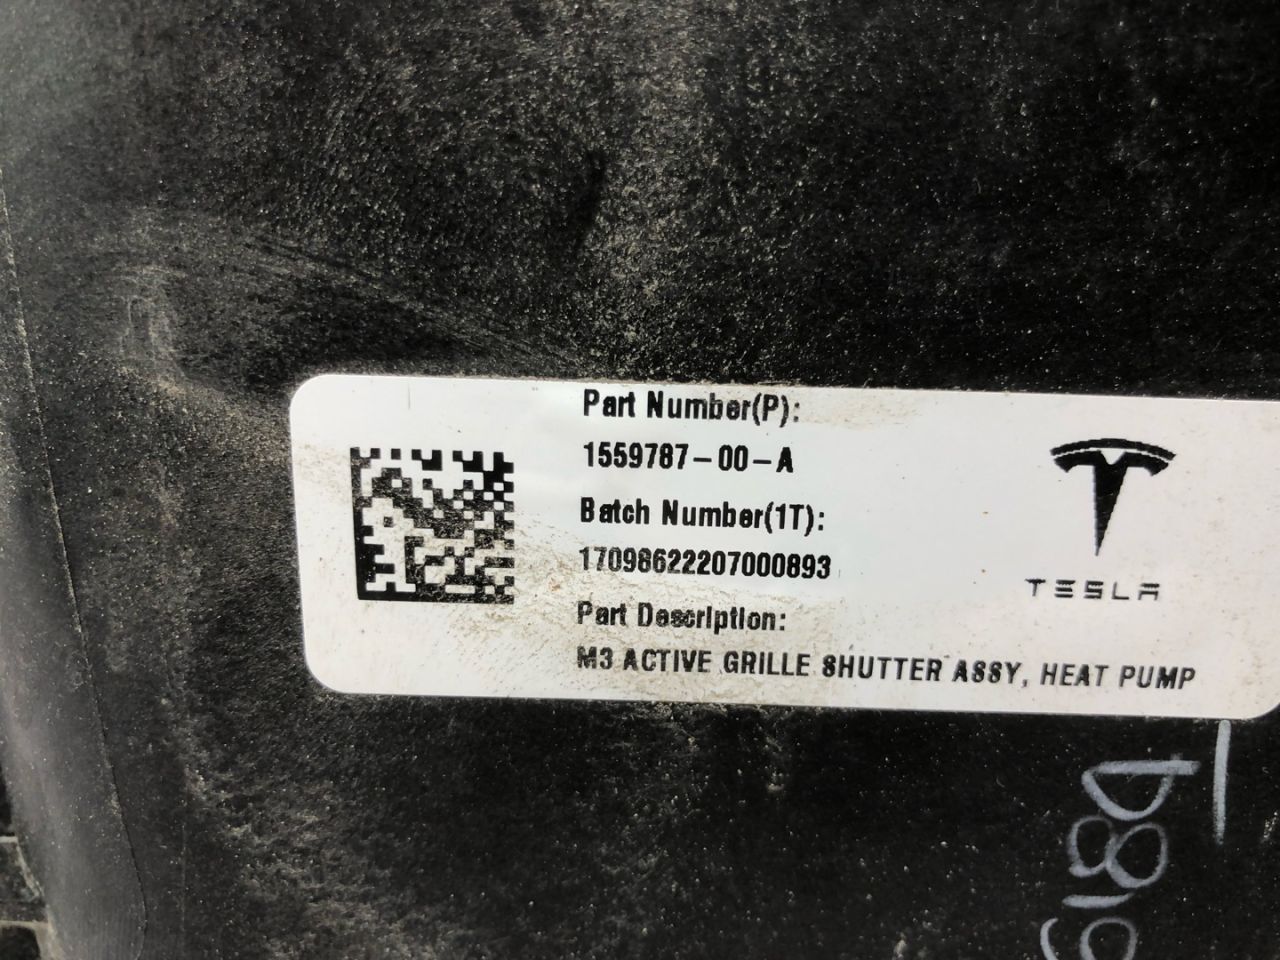 Part Number(P):
1559787-00-A
Batch Number(1T):
17098622207000893
Part Description:
M3 ACTIVE GRILLE SHUTTER ASSY, HEAT PUMP
TESLA